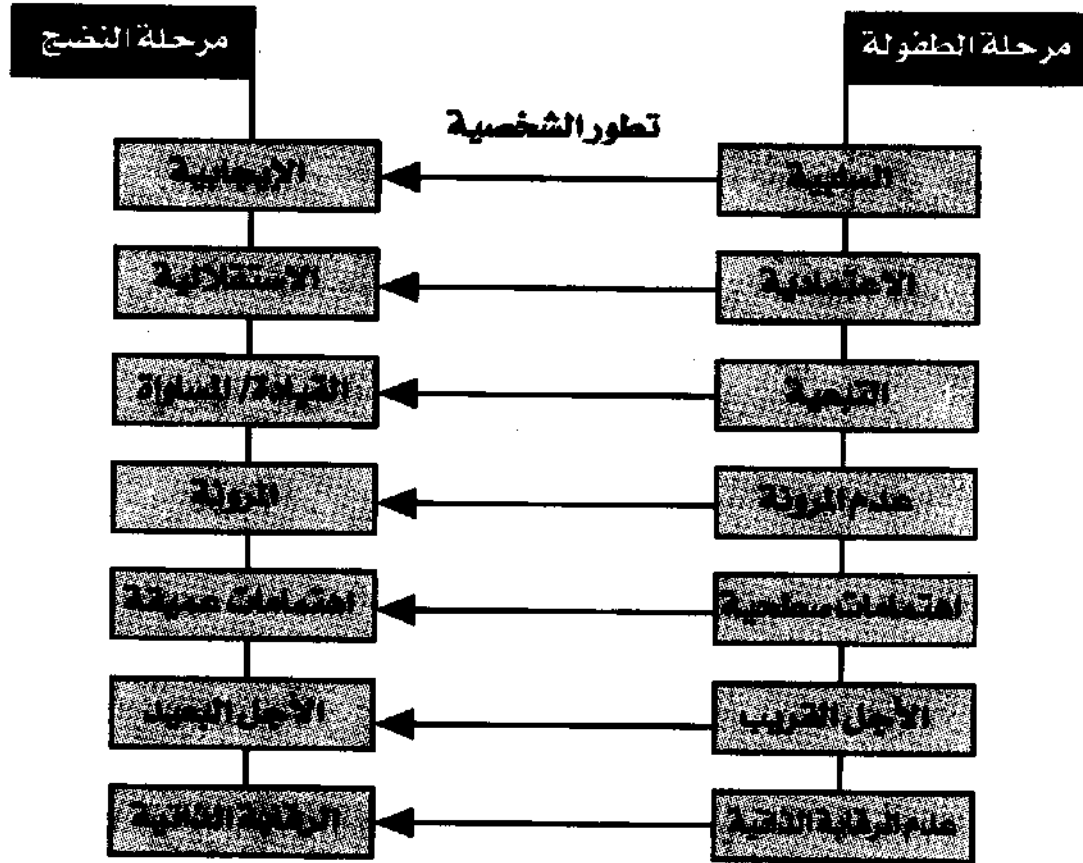 مرحلة الطفولة
مرحلة النضج
تطور الشخصية
السلبية
الإيجابية
الاعتمادية
الاستقلالية
التبعية
القيادة/ المساواة
عدم المرونة
المرونة
اهتمامات سطحية
اهتمامات عميقة
الأجل القريب
الأجل البعيد
عدم الرقابة الذاتية
الرقابة الذاتية